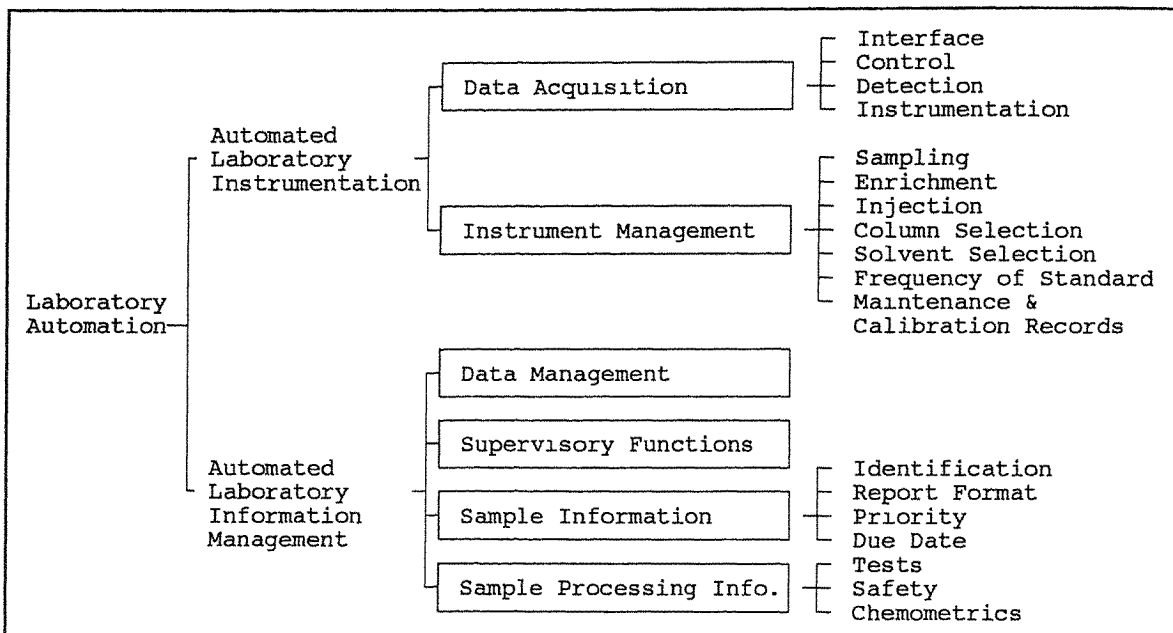 Laboratory
Automation
Automated
Laboratory
Instrumentation
Data Acquisition
Interface
Control
Detection
Instrumentation
Instrument Management
Sampling
Enrichment
Injection
Column Selection
Solvent Selection
Frequency of Standard
Maintenance &
Calibration Records
Automated
Laboratory
Information
Management
Data Management
Supervisory Functions
Sample Information
Identification
Report Format
Priority
Due Date
Sample Processing Info.
Tests
Safety
Chemometrics